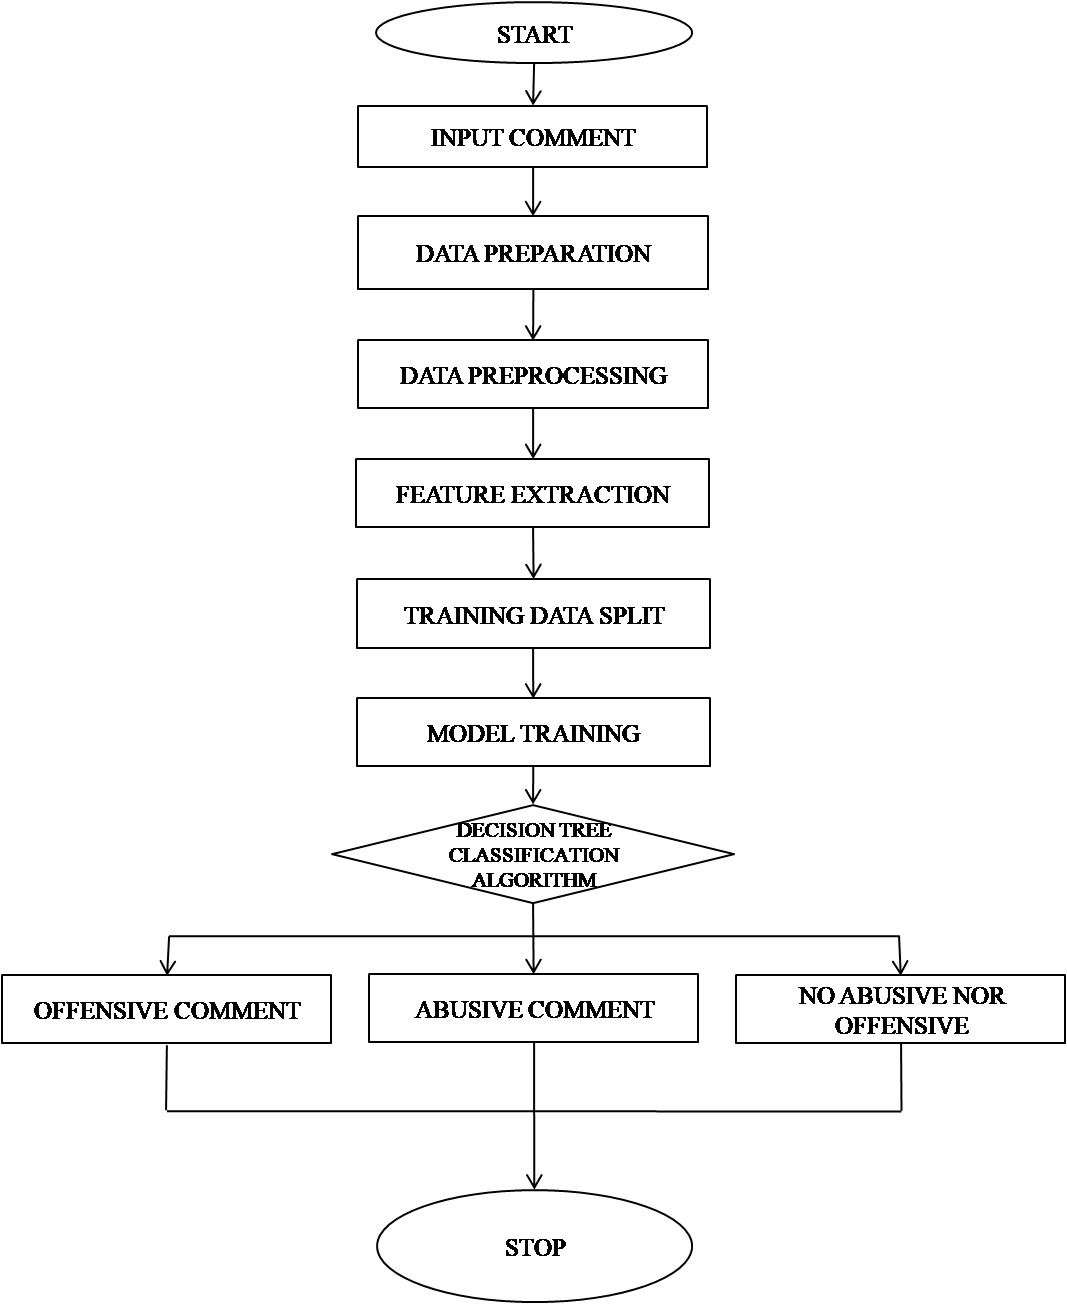 START
INPUT COMMENT
DATA PREPARATION
DATA PREPROCESSING
FEATURE EXTRACTION
TRAINING DATA SPLIT
MODEL TRAINING
DECISION TREE
CLASSIFICATION
ALGORITHM
OFFENSIVE COMMENT
ABUSIVE COMMENT
NO ABUSIVE NOR
OFFENSIVE
STOP